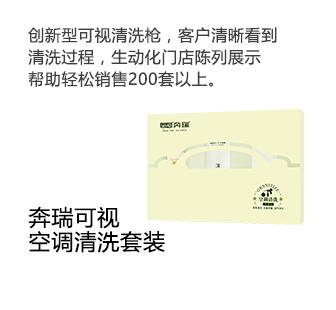 创新型可视清洗枪，客户清晰看到
清洗过程，生动化门店陈列展示
帮助轻松销售200套以上。
奔瑞
空调清洗
奔瑞可视
空调清洗套装